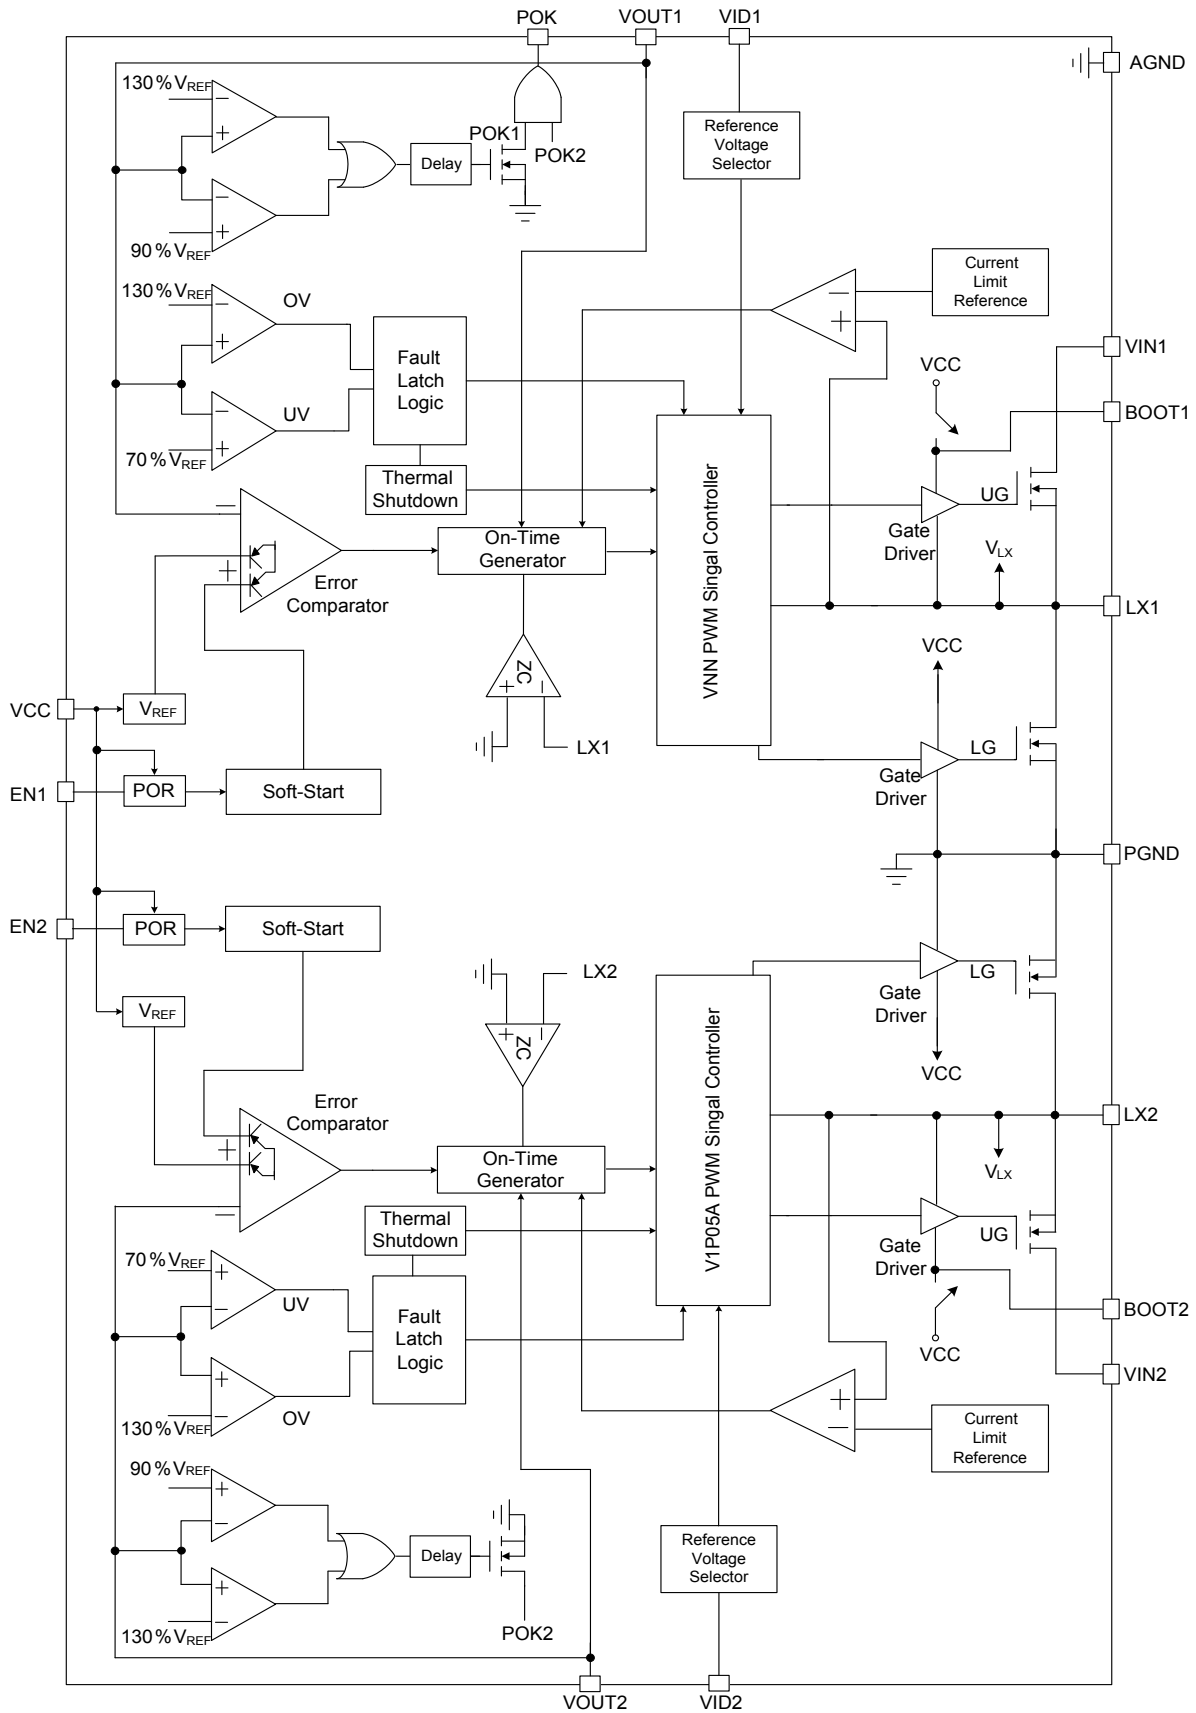 POK VOUT1 VID1
AGND
130% VREF
−
+
POK1
POK2
Delay
Reference
Voltage
Selector
−
+
90% VREF
130% VREF
−
+
OV
Current
Limit
Reference
−
+
VIN1
Fault
Latch
Logic
VCC
BOOT1
−
+
UV
70% VREF
Thermal
Shutdown
UG
Gate
Driver
−
+
Error
Comparator
On-Time
Generator
VNN PWM Singal Controller
VLX
LX1
VCC
ZC
+ −
LX1
VCC
VREF
LG
Gate
Driver
EN1
POR
Soft-Start
PGND
EN2
POR
Soft-Start
LX2
LG
Gate
Driver
VREF
+ −
ZC
VCC
V1P05A PWM Singal Controller
Error
Comparator
+
−
LX2
On-Time
Generator
VLX
Thermal
Shutdown
UG
Gate
Driver
70% VREF
+
−
UV
Fault
Latch
Logic
BOOT2
VCC
VIN2
+
−
OV
130% VREF
+
−
Current
Limit
Reference
90% VREF
+
−
Delay
Reference
Voltage
Selector
+
−
130% VREF
POK2
VOUT2 VID2